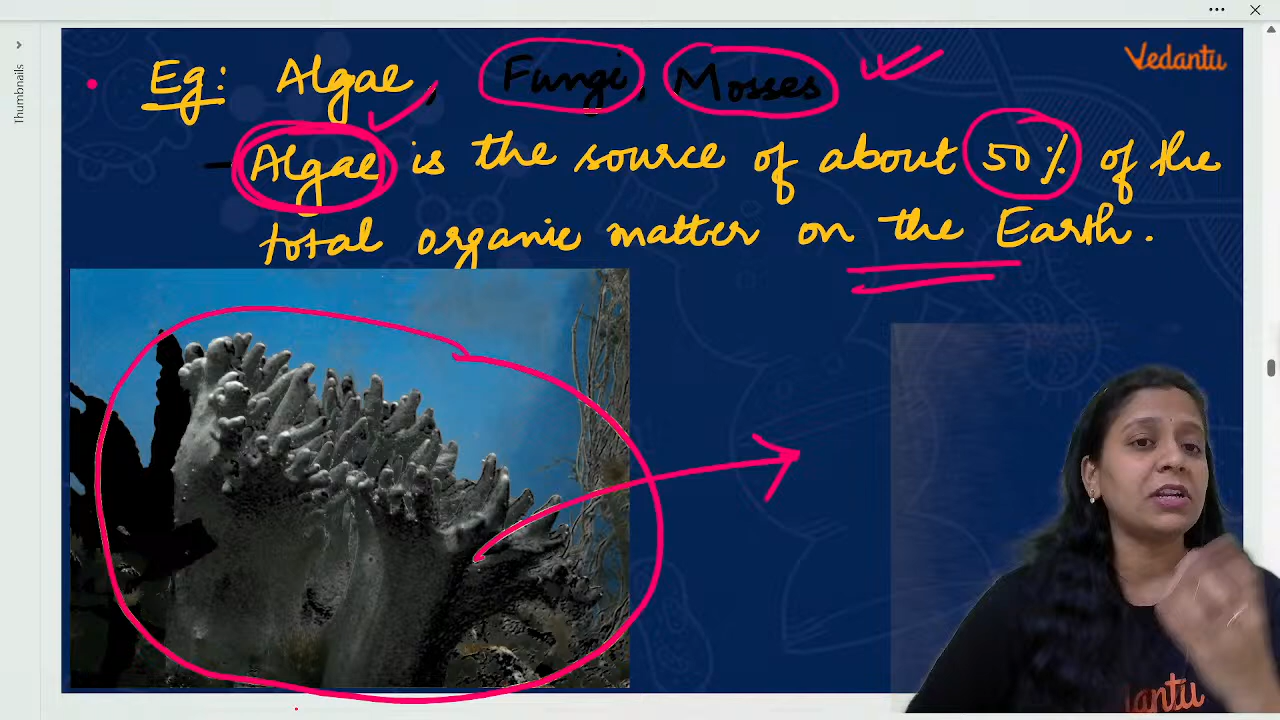 Thumbnails
Vedantu
Eg: Algae, Fungi, Mosses
- Algae is the source of about 50% of the
total organic matter on the Earth.
dantu